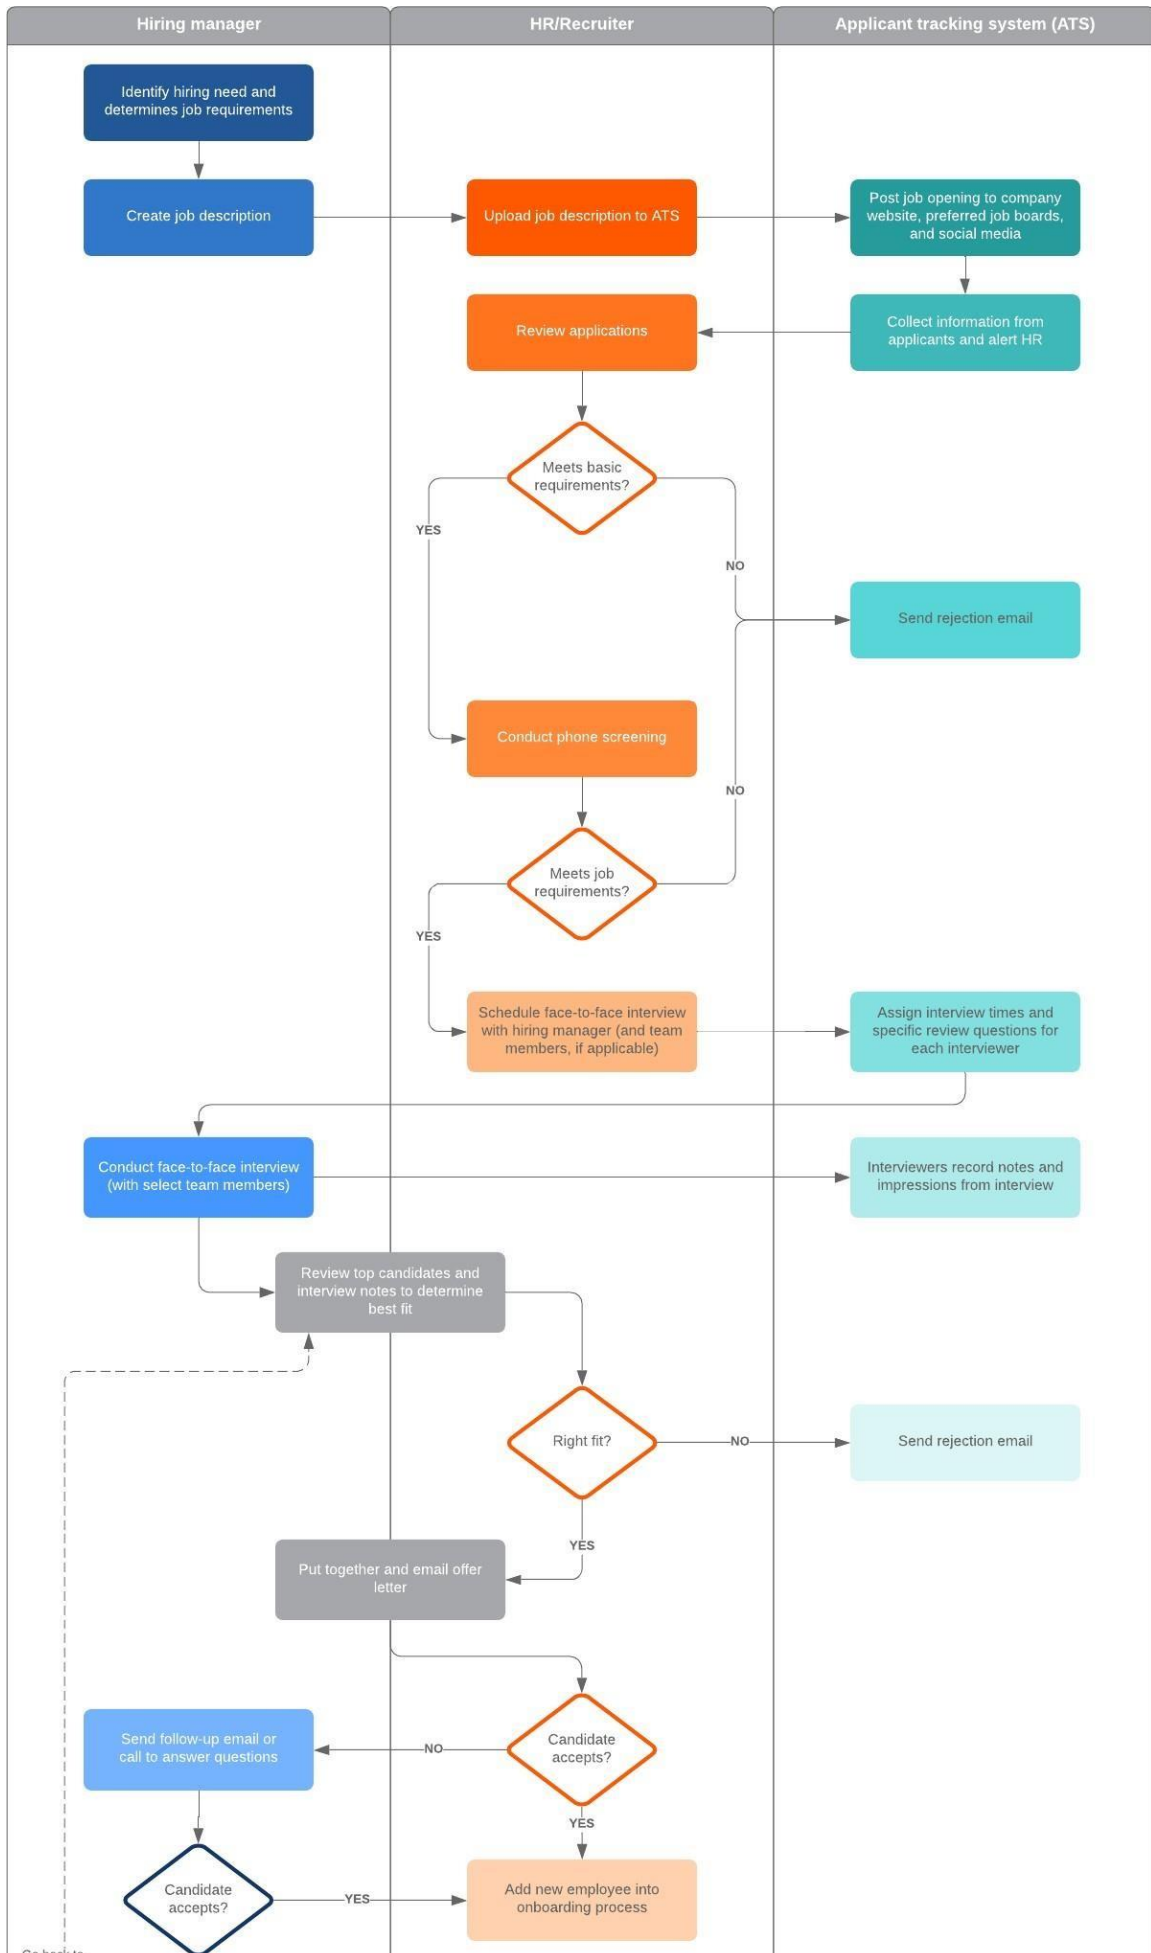 Hiring manager
HR/Recruiter
Applicant tracking system (ATS)
Identify hiring need and
determines job requirements
Create job description
Upload job description to ATS
Post job opening to company
website, preferred job boards,
and social media
Review applications
Collect information from
applicants and alert HR
Meets basic
requirements?
YES
NO
Send rejection email
Conduct phone screening
NO
Meets job
requirements?
YES
Schedule face-to-face interview
with hiring manager (and team
members, if applicable)
Assign interview times and
specific review questions for
each interviewer
Conduct face-to-face interview
(with select team members)
Interviewers record notes and
impressions from interview
Review top candidates and
interview notes to determine
best fit
Right fit?
NO
Send rejection email
YES
Put together and email offer
letter
Send follow-up email or
call to answer questions
NO
Candidate
accepts?
YES
Candidate
accepts?
YES
Add new employee into
onboarding process
Go back to